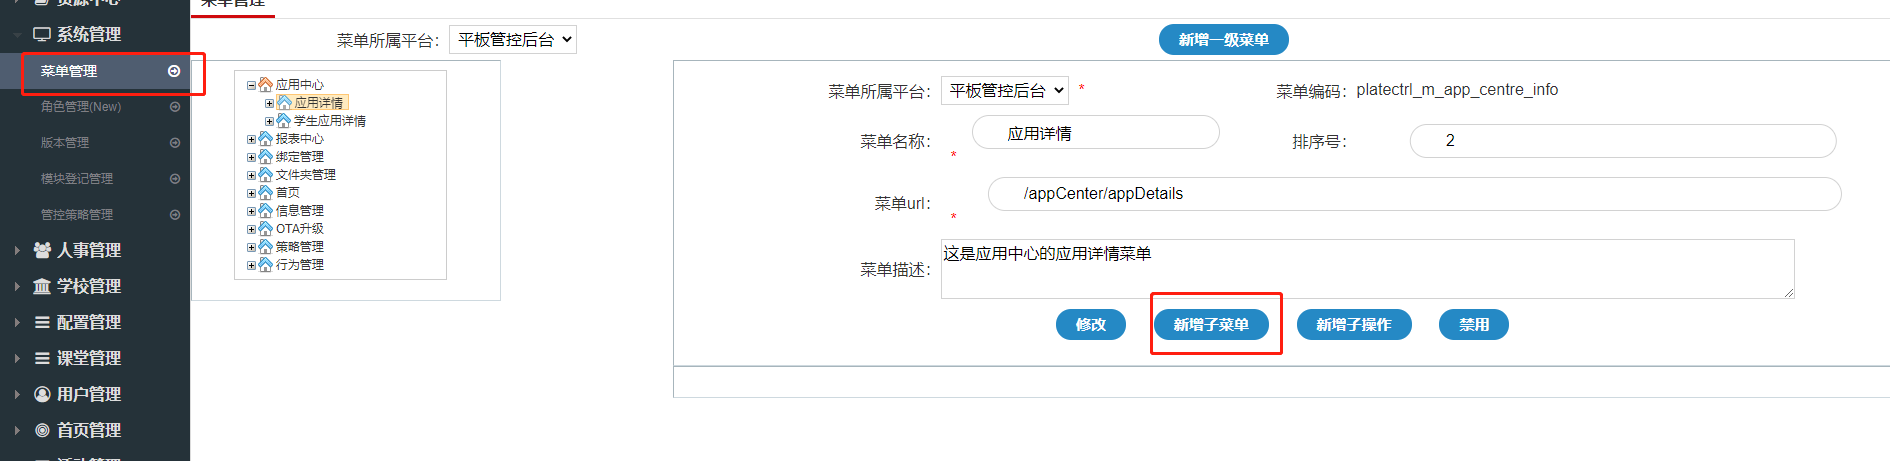 资源中心
系统管理
菜单管理
角色管理(New)
版本管理
模块登记管理
管控策略管理
人事管理
学校管理
配置管理
课堂管理
用户管理
首页管理
活动管理
菜单管理
菜单所属平台: 平板管控后台
新增一级菜单
应用中心
应用详情
学生应用详情
报表中心
绑定管理
文件夹管理
首页
信息管理
OTA升级
策略管理
行为管理
菜单所属平台: 平板管控后台 *
菜单编码: platectrl_m_app_centre_info
菜单名称: * 应用详情
排序号: 2
菜单url: * /appCenter/appDetails
菜单描述: 这是应用中心的应用详情菜单
修改 新增子菜单 新增子操作 禁用